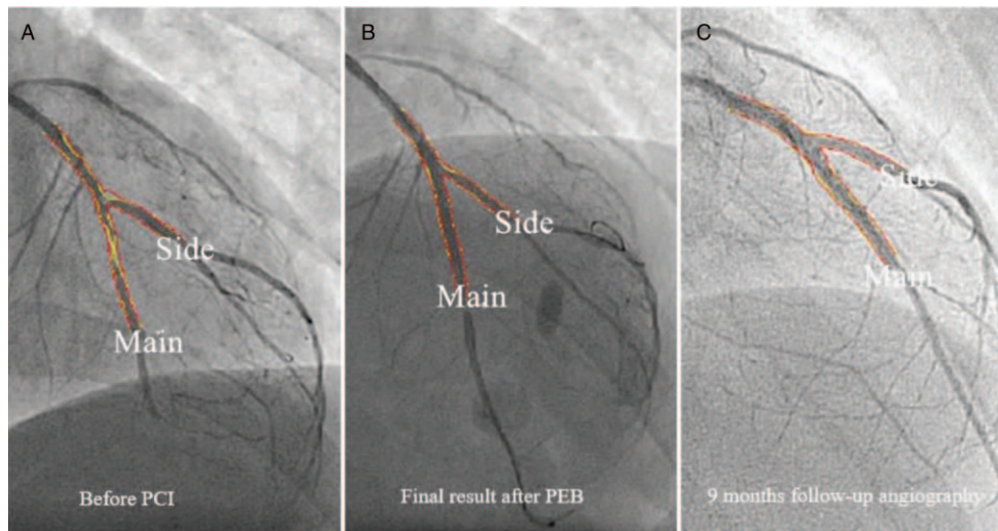 A
Side
Main
Before PCI
B
Side
Main
Final result after PEB
C
Side
Main
9 months follow-up angiography